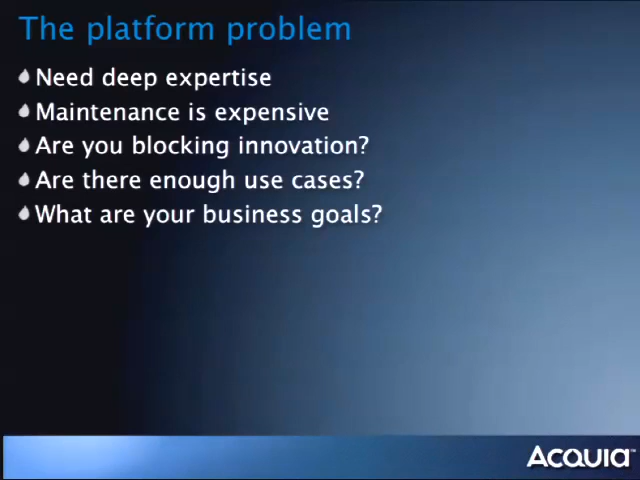 The platform problem
Need deep expertise
Maintenance is expensive
Are you blocking innovation?
Are there enough use cases?
What are your business goals?
ACQUIA™